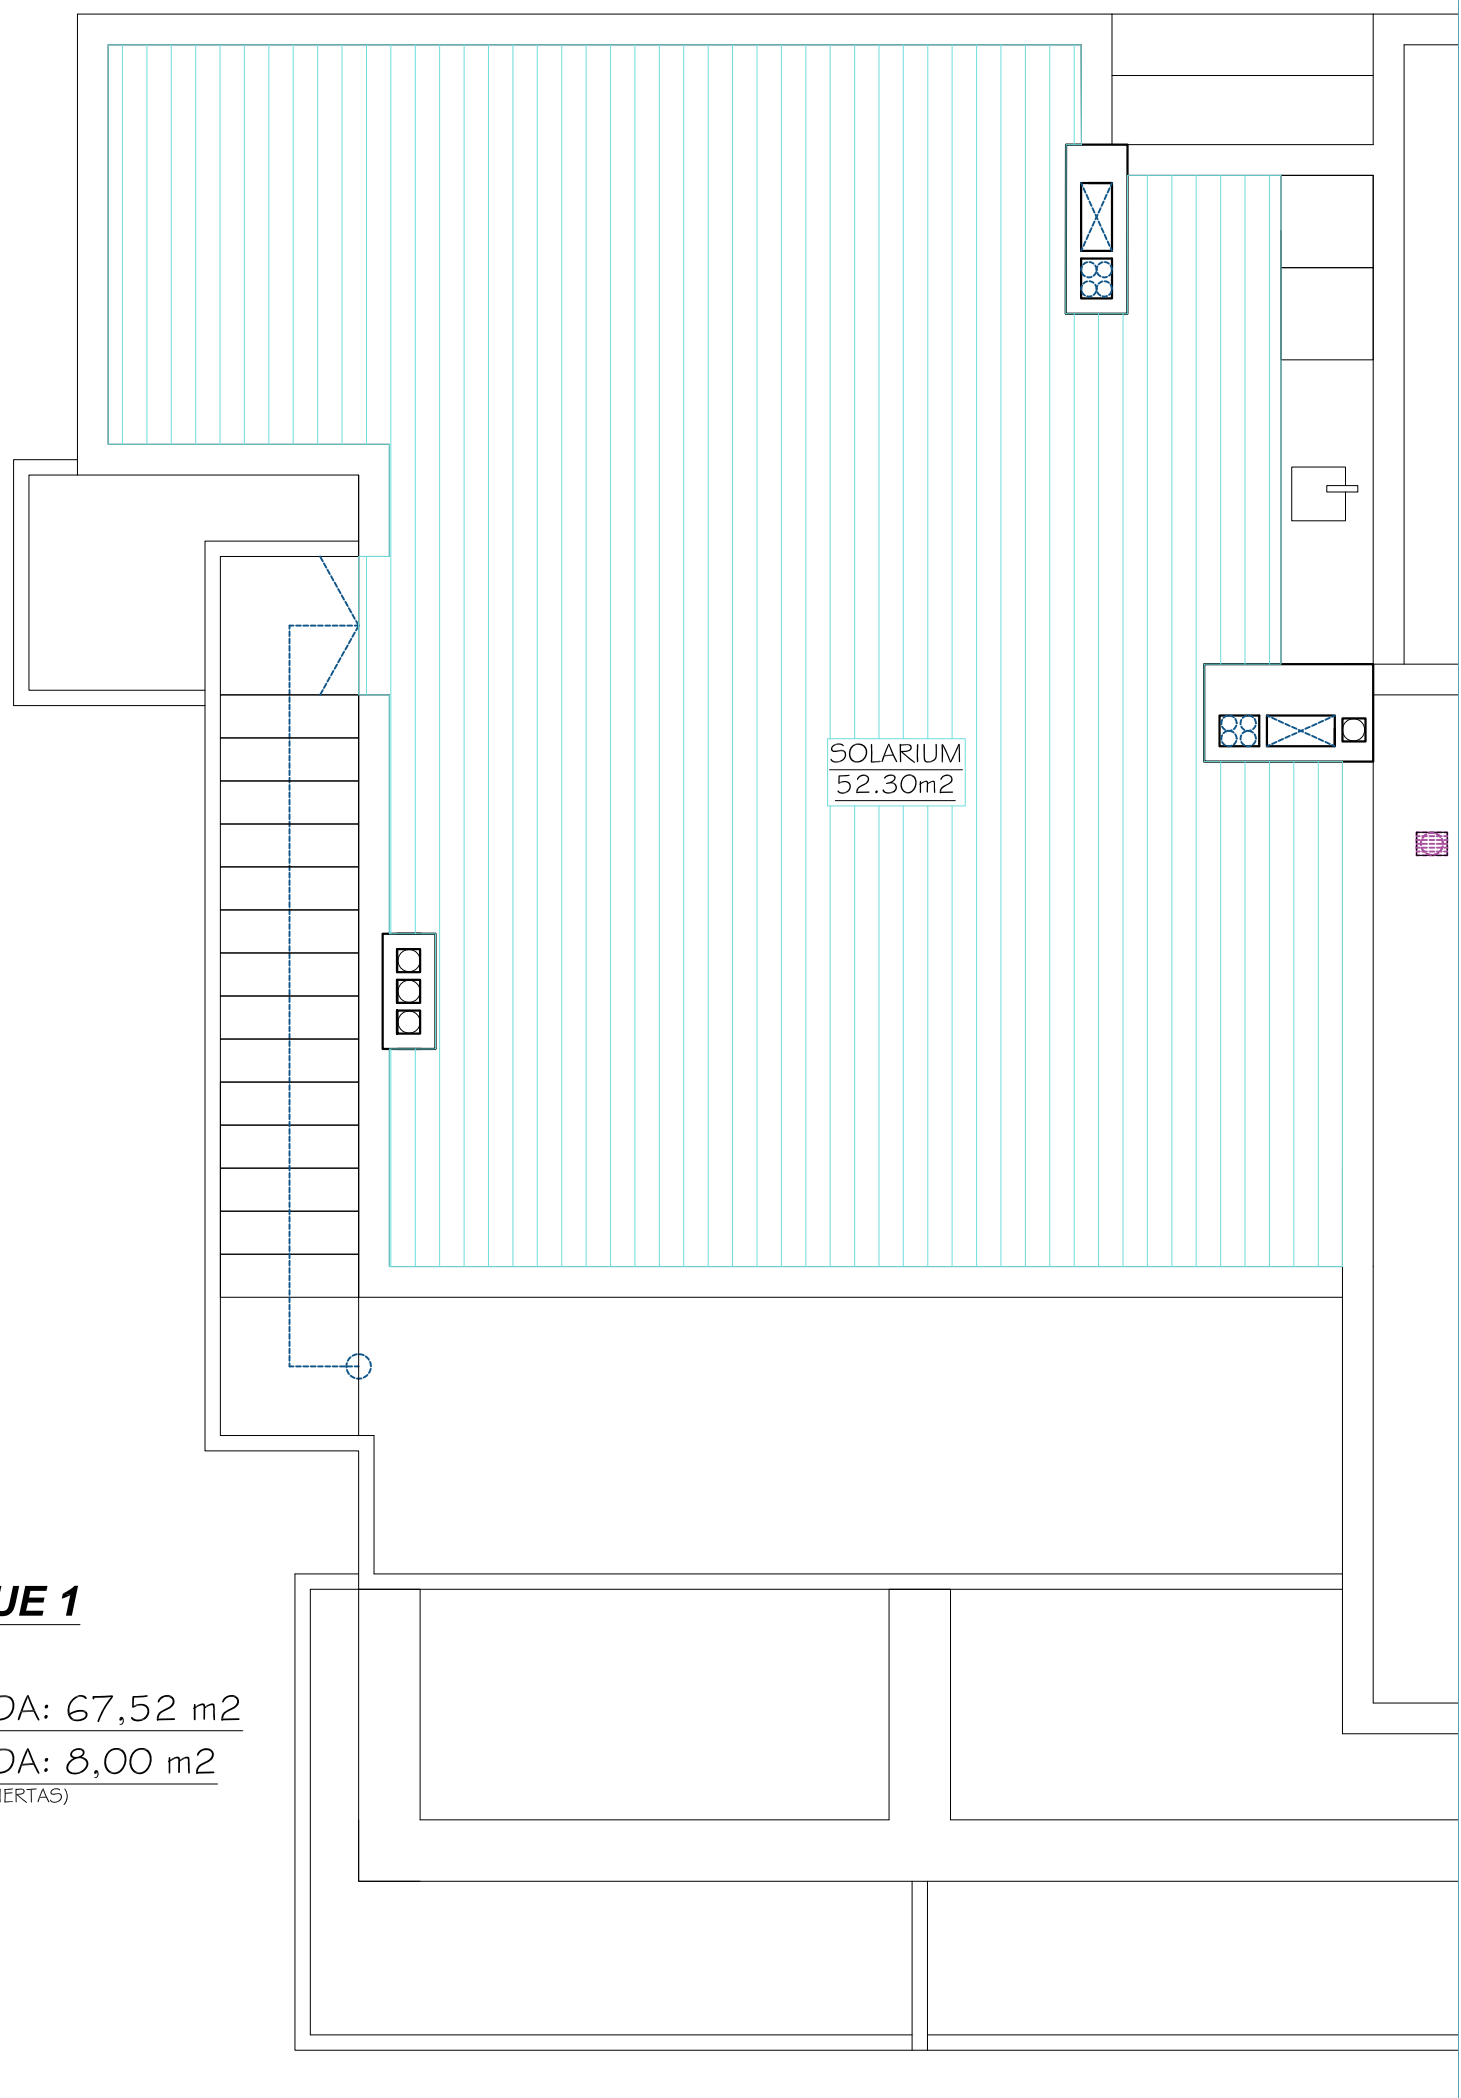 SOLARIUM
52.30m2
UE 1
DA: 67,52 m2
DA: 8,00 m2
IERTAS)